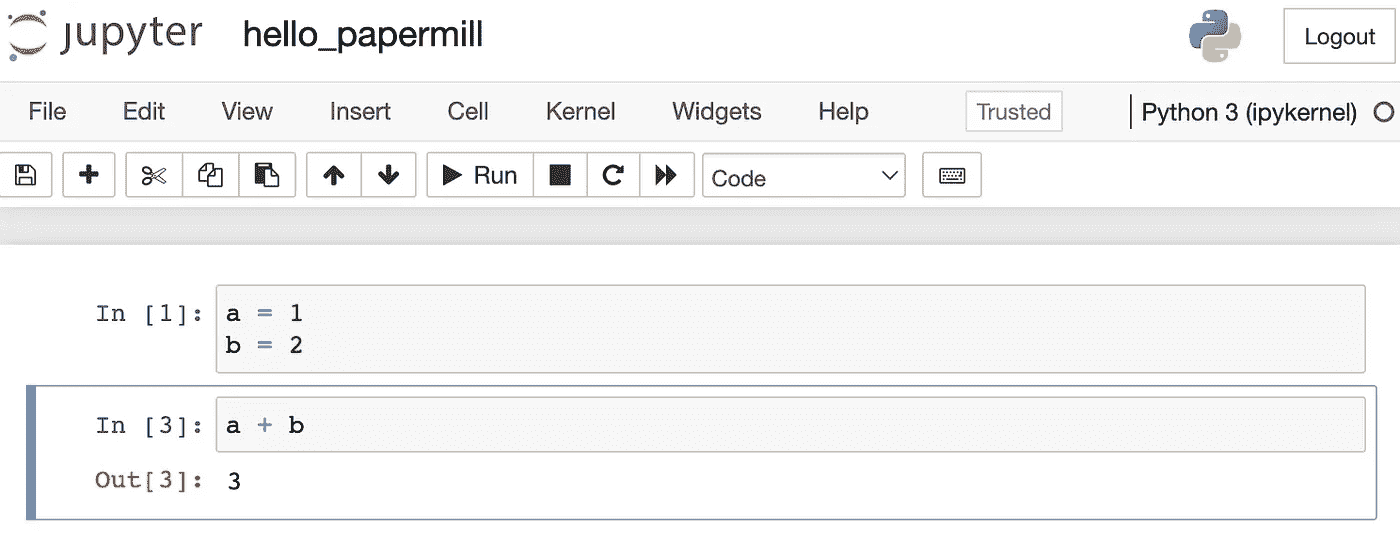 jupyter hello_papermill Logout
File Edit View Insert Cell Kernel Widgets Help Trusted Python 3 (ipykernel)
Run Code
In [1]: a = 1
b = 2
In [3]: a + b
Out[3]: 3